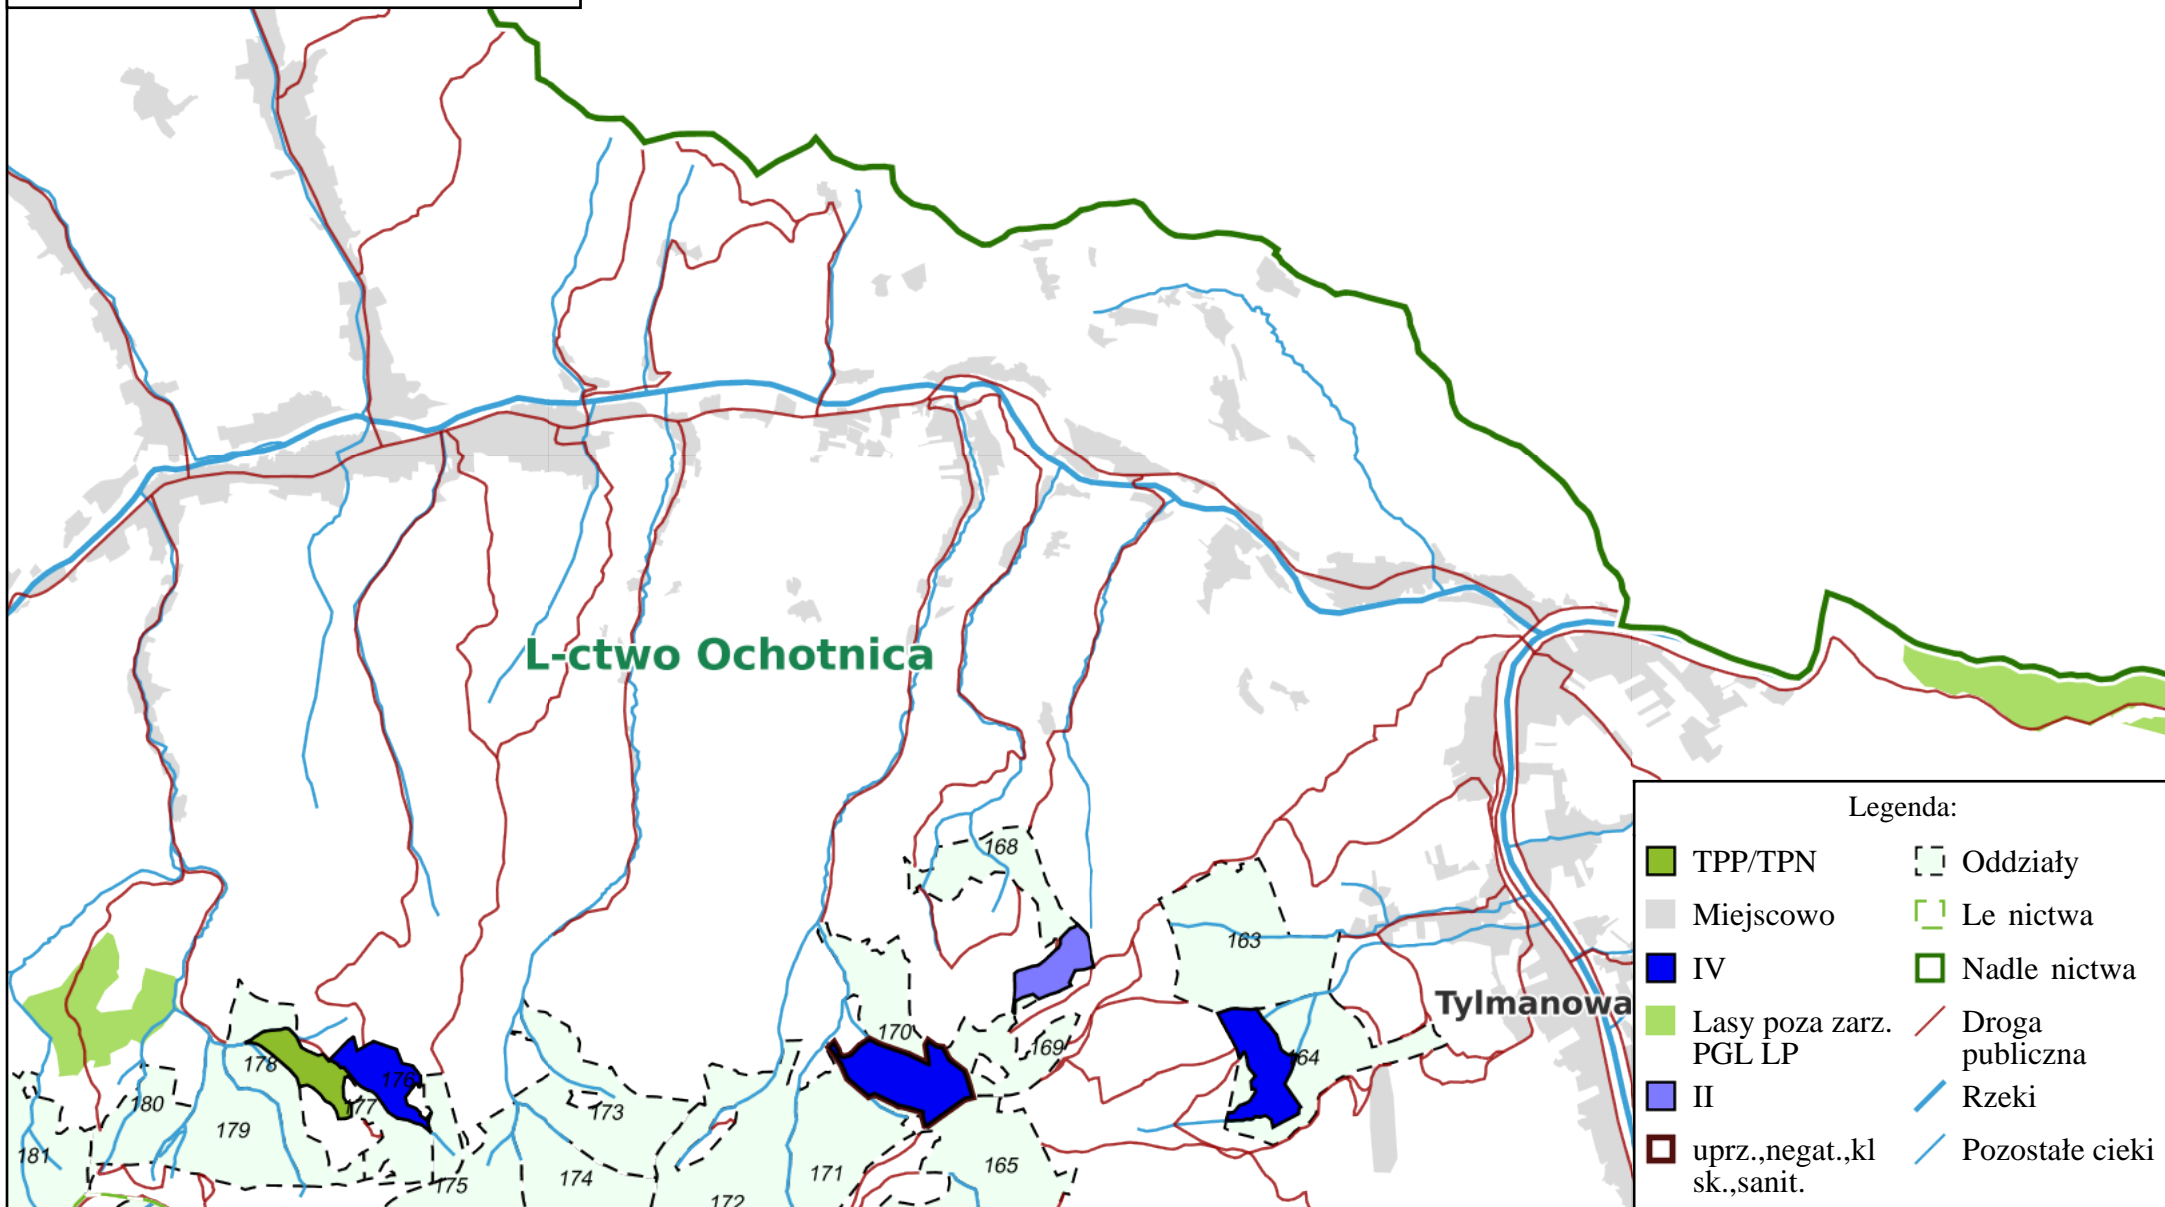 L-ctwo Ochotnica
168
163
Tylmanowa
170
169
164
178
176
177
180
173
179
181
165
171
174
175
172
Legenda:
TPP/TPN
Miejscowo
IV
Lasy poza zarz.
PGL LP
II
uprz.,negat.,kl
sk.,sanit.
Oddziały
Le nictwa
Nadle nictwa
Droga
publiczna
Rzeki
Pozostałe cieki